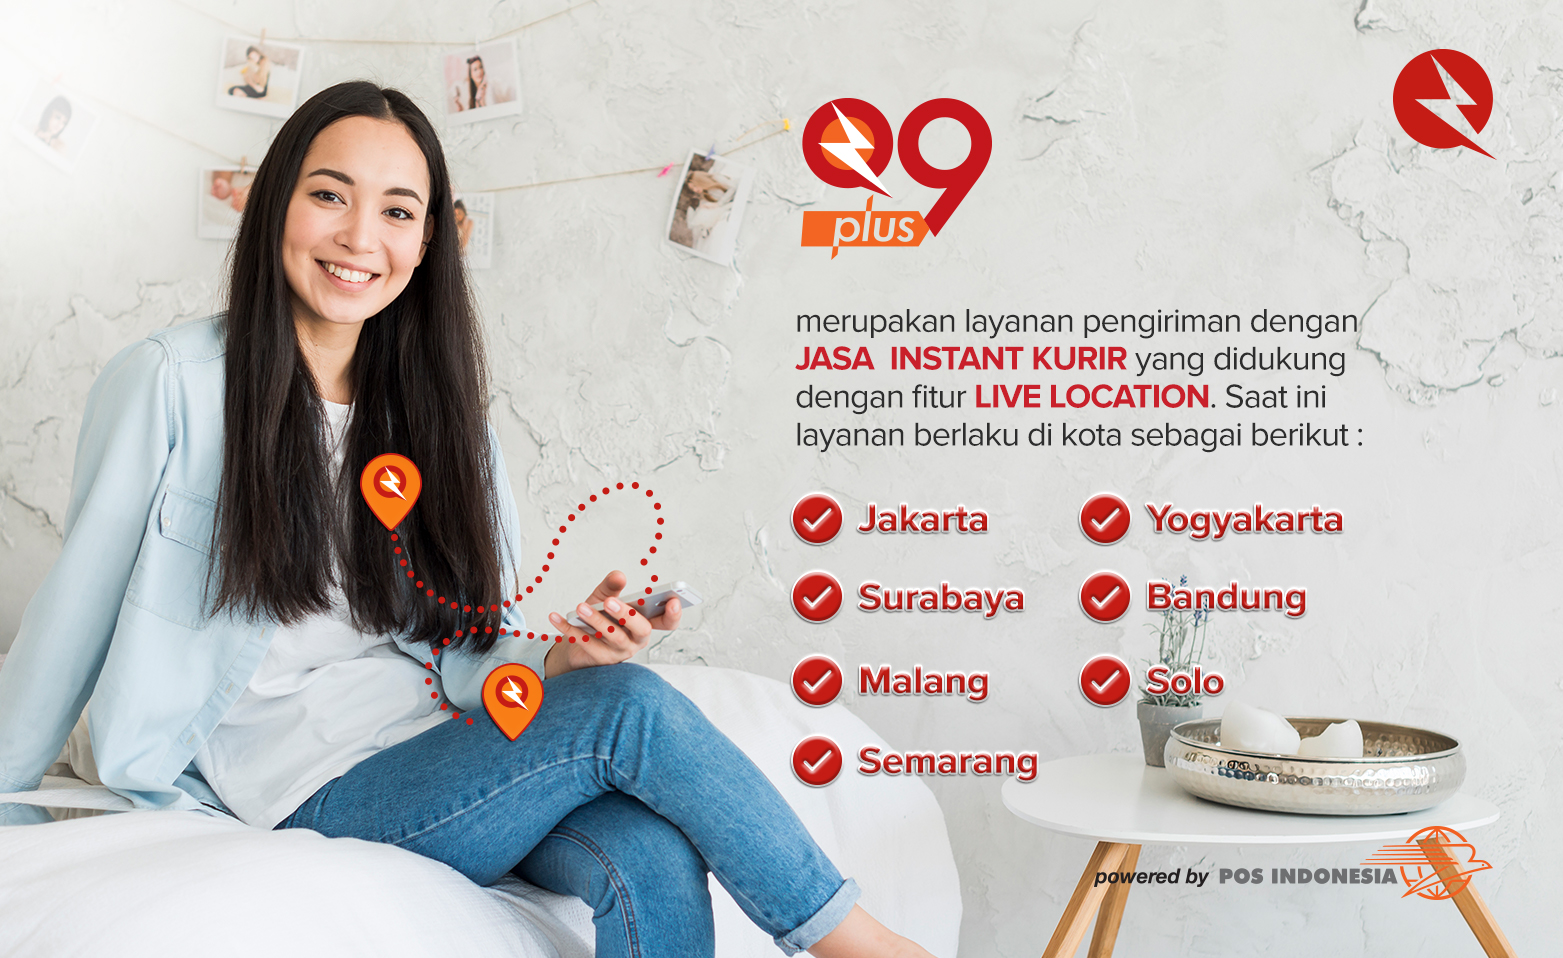 Q9
plus
merupakan layanan pengiriman dengan
JASA INSTANT KURIR yang didukung
dengan fitur LIVE LOCATION. Saat ini
layanan berlaku di kota sebagai berikut :
Jakarta
Yogyakarta
Surabaya
Bandung
Malang
Solo
Semarang
powered by POS INDONESIA